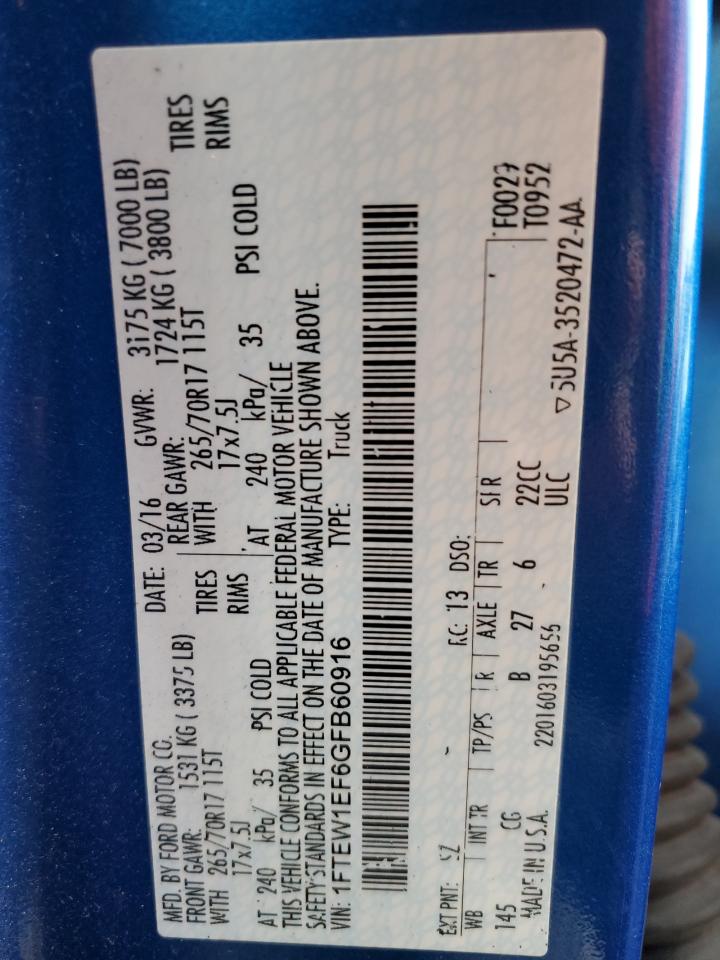 MFD. BY FORD MOTOR CO.
DATE: 03/16 GVWR: 3175 KG ( 7000 LB)
FRONT GAWR: 1531 KG ( 3375 LB) REAR GAWR: 1724 KG ( 3800 LB)
WITH 265/70R17 115T TIRES WITH 265/70R17 115T TIRES
17x7.5J RIMS 17x7.5J RIMS
AT 240 kPa/ 35 PSI COLD AT 240 kPa/ 35 PSI COLD
THIS VEHICLE CONFORMS TO ALL APPLICABLE FEDERAL MOTOR VEHICLE
SAFETY STANDARDS IN EFFECT ON THE DATE OF MANUFACTURE SHOWN ABOVE.
VIN: 1FTEW1EF6GFB60916 TYPE: Truck
EXT PNT: RC: 13 DSO: F0027
WB INT TR TP/PS R AXLE TR SPR T0952
145 CG B 27 6 22CC
MADE IN U.S.A. 2201603195656 ULC ▽ 5U5A-3520472-AA